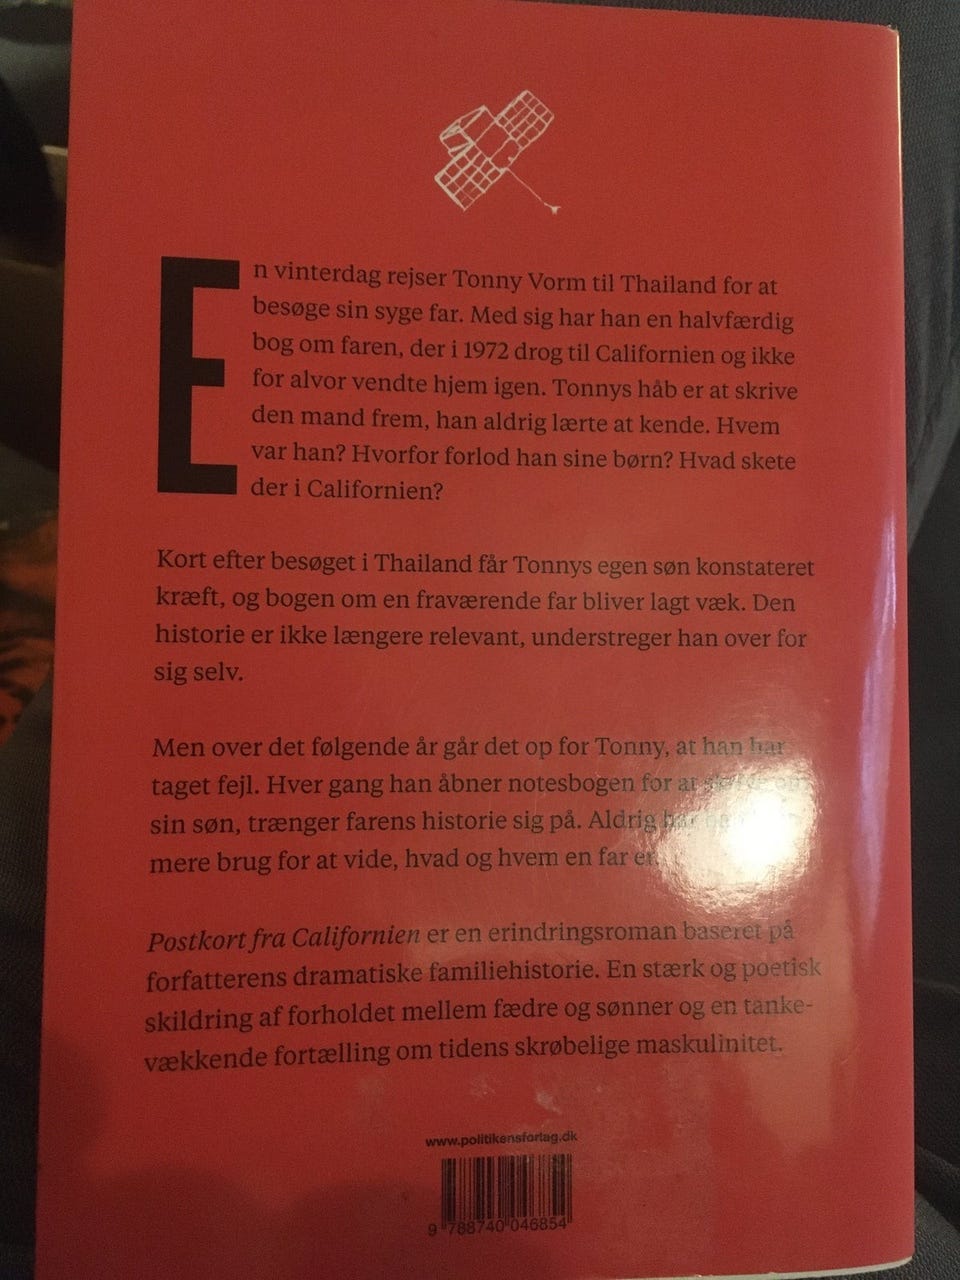 En vinterdag rejser Tonny Vorm til Thailand for at
besøge sin syge far. Med sig har han en halvfærdig
bog om faren, der i 1972 drog til Californien og ikke
for alvor vendte hjem igen. Tonnys håb er at skrive
den mand frem, han aldrig lærte at kende. Hvem
var han? Hvorfor forlod han sine børn? Hvad skete
der i Californien?
Kort efter besøget i Thailand får Tonnys egen søn konstateret
kræft, og bogen om en fraværende far bliver lagt væk. Den
historie er ikke længere relevant, understreger han over for
sig selv.
Men over det følgende år går det op for Tonny, at han har
taget fejl. Hver gang han åbner notesbogen for at skrive om
sin søn, trænger farens historie sig på. Aldrig har
mere brug for at vide, hvad og hvem en far er.
Postkort fra Californien er en erindringsroman baseret på
forfatterens dramatiske familiehistorie. En stærk og poetisk
skildring af forholdet mellem fædre og sønner og en tanke-
vækkende fortælling om tidens skrøbelige maskulinitet.
www.politikensforlag.dk
9 788740 046854